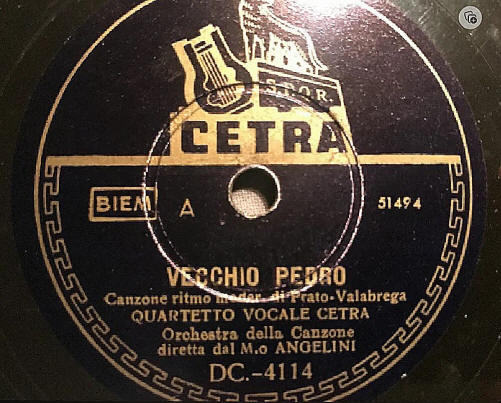 S.P.Q.R.
CETRA
BIEM A 51494
VECCHIO PEDRO
Canzone ritmo moder. di Prato-Valabrega
QUARTETTO VOCALE CETRA
Orchestra della Canzone
diretta dal M.o ANGELINI
DC.-4114